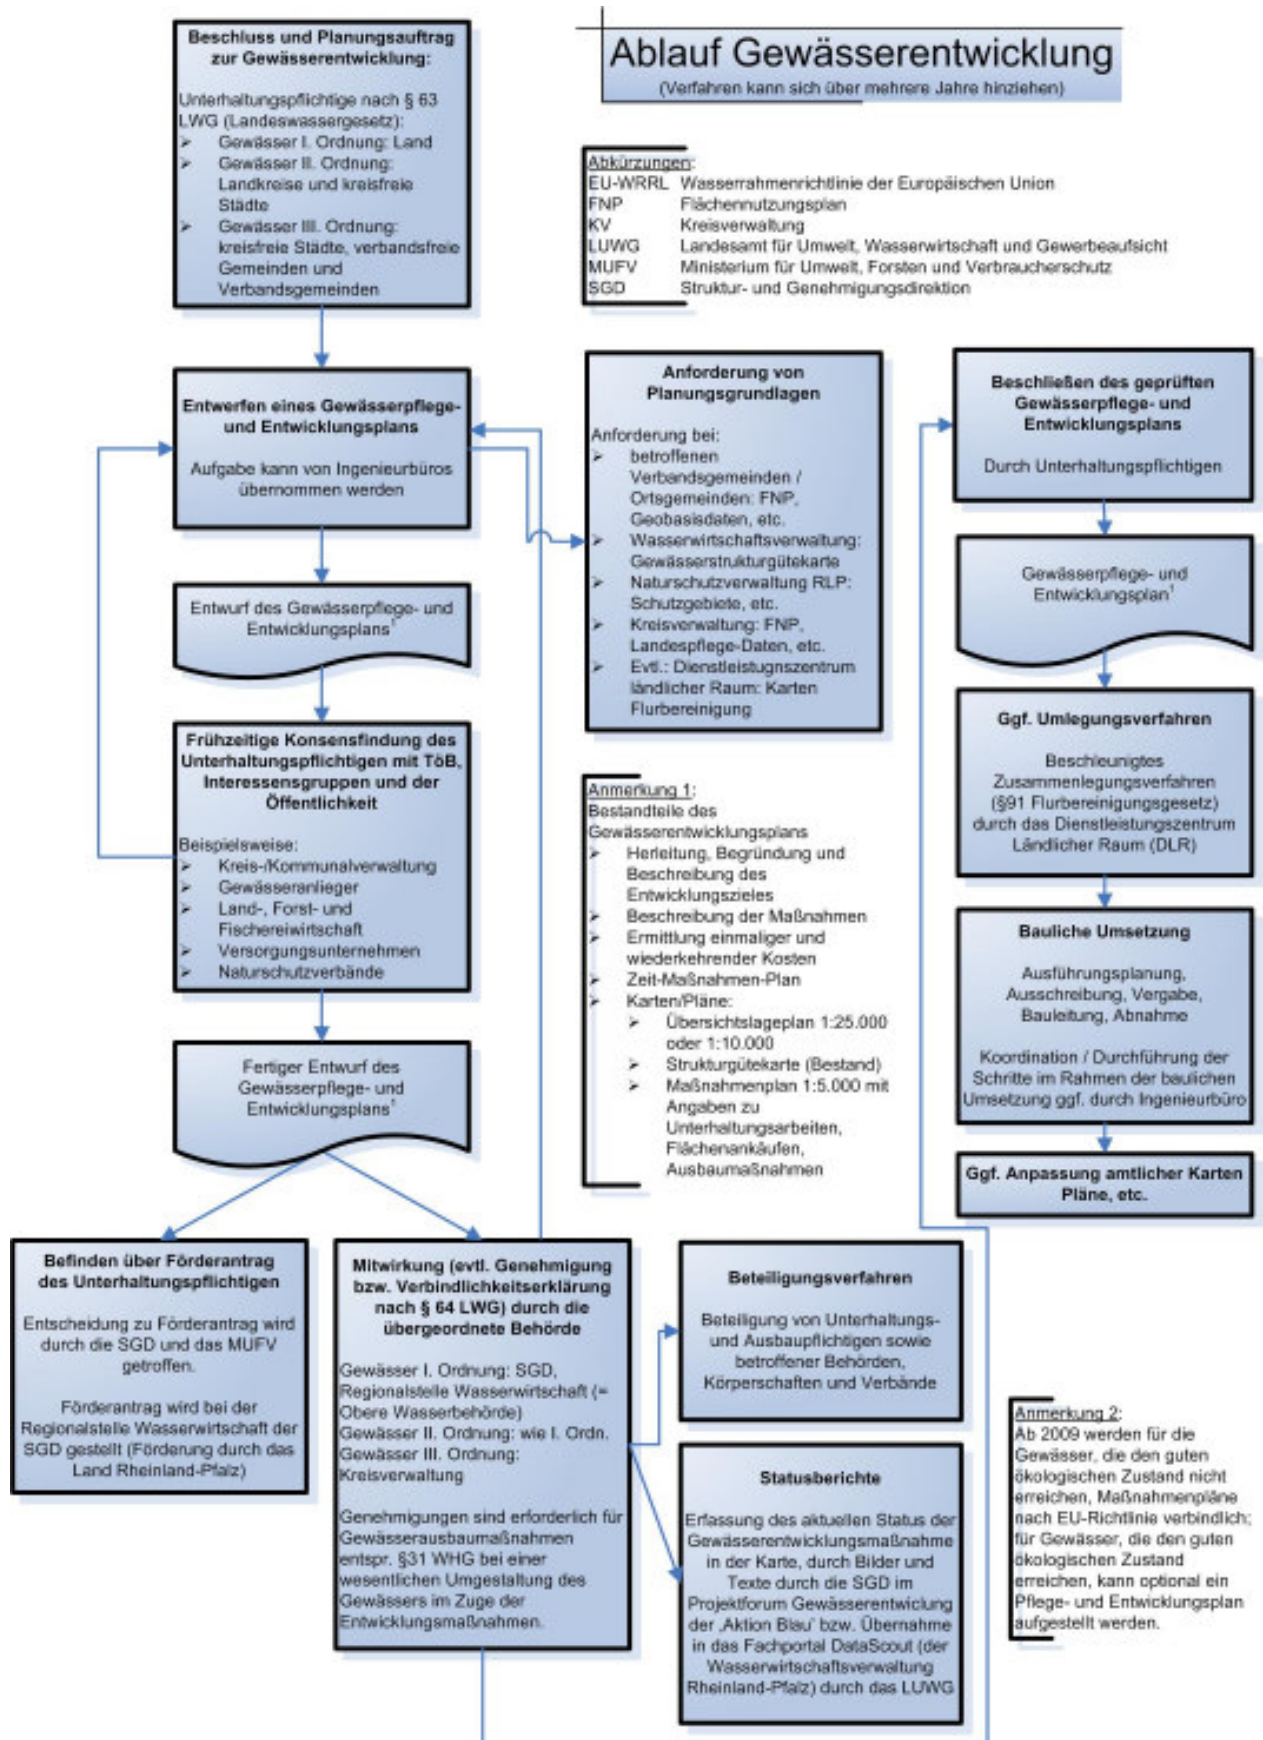 Beschluss und Planungsauftrag
zur Gewässerentwicklung:
Unterhaltungspflichtige nach § 63
LWG (Landeswassergesetz):
➢ Gewässer I. Ordnung: Land
➢ Gewässer II. Ordnung:
Landkreise und kreisfreie
Städte
➢ Gewässer III. Ordnung:
kreisfreie Städte, verbandsfreie
Gemeinden und
Verbandsgemeinden
Ablauf Gewässerentwicklung
(Verfahren kann sich über mehrere Jahre hinziehen)
Abkürzungen:
EU-WRRL Wasserrahmenrichtlinie der Europäischen Union
FNP Flächennutzungsplan
KV Kreisverwaltung
LUWG Landesamt für Umwelt, Wasserwirtschaft und Gewerbeaufsicht
MUFV Ministerium für Umwelt, Forsten und Verbraucherschutz
SGD Struktur- und Genehmigungsdirektion
Entwerfen eines Gewässerpflege-
und Entwicklungsplans
Aufgabe kann von Ingenieurbüros
übernommen werden
Entwurf des Gewässerpflege- und
Entwicklungsplans¹
Frühzeitige Konsensfindung des
Unterhaltungspflichtigen mit TöB,
Interessensgruppen und der
Öffentlichkeit
Beispielsweise:
➢ Kreis-/Kommunalverwaltung
➢ Gewässeranlieger
➢ Land-, Forst- und
Fischereiwirtschaft
➢ Versorgungsunternehmen
➢ Naturschutzverbände
Fertiger Entwurf des
Gewässerpflege- und
Entwicklungsplans¹
Anforderung von
Planungsgrundlagen
Anforderung bei:
➢ betroffenen
Verbandsgemeinden /
Ortsgemeinden: FNP,
Geobasisdaten, etc.
➢ Wasserwirtschaftsverwaltung:
Gewässerstrukturgütekarte
➢ Naturschutzverwaltung RLP:
Schutzgebiete, etc.
➢ Kreisverwaltung: FNP,
Landespflege-Daten, etc.
➢ Evtl.: Dienstleistugnszentrum
ländlicher Raum: Karten
Flurbereinigung
Anmerkung 1:
Bestandteile des
Gewässerentwicklungsplans
➢ Herleitung, Begründung und
Beschreibung des
Entwicklungszieles
➢ Beschreibung der Maßnahmen
➢ Ermittlung einmaliger und
wiederkehrender Kosten
➢ Zeit-Maßnahmen-Plan
➢ Karten/Pläne:
➢ Übersichtslageplan 1:25.000
oder 1:10.000
➢ Strukturgütekarte (Bestand)
➢ Maßnahmenplan 1:5.000 mit
Angaben zu
Unterhaltungsarbeiten,
Flächenankäufen,
Ausbaumaßnahmen
Beschließen des geprüften
Gewässerpflege- und
Entwicklungsplans
Durch Unterhaltungspflichtigen
Gewässerpflege- und
Entwicklungsplan¹
Ggf. Umlegungsverfahren
Beschleunigtes
Zusammenlegungsverfahren
(§91 Flurbereinigungsgesetz)
durch das Dienstleistungszentrum
Ländlicher Raum (DLR)
Bauliche Umsetzung
Ausführungsplanung,
Ausschreibung, Vergabe,
Bauleitung, Abnahme
Koordination / Durchführung der
Schritte im Rahmen der baulichen
Umsetzung ggf. durch Ingenieurbüro
Ggf. Anpassung amtlicher Karten
Pläne, etc.
Befinden über Förderantrag
des Unterhaltungspflichtigen
Entscheidung zu Förderantrag wird
durch die SGD und das MUFV
getroffen.
Förderantrag wird bei der
Regionalstelle Wasserwirtschaft der
SGD gestellt (Förderung durch das
Land Rheinland-Pfalz)
Mitwirkung (evtl. Genehmigung
bzw. Verbindlichkeitserklärung
nach § 64 LWG) durch die
übergeordnete Behörde
Gewässer I. Ordnung: SGD,
Regionalstelle Wasserwirtschaft (=
Obere Wasserbehörde)
Gewässer II. Ordnung: wie I. Ordn.
Gewässer III. Ordnung:
Kreisverwaltung
Genehmigungen sind erforderlich für
Gewässerausbaumaßnahmen
entspr. §31 WHG bei einer
wesentlichen Umgestaltung des
Gewässers im Zuge der
Entwicklungsmaßnahmen.
Beteiligungsverfahren
Beteiligung von Unterhaltungs-
und Ausbaupflichtigen sowie
betroffener Behörden,
Körperschaften und Verbände
Statusberichte
Erfassung des aktuellen Status der
Gewässerentwicklungsmaßnahme
in der Karte, durch Bilder und
Texte durch die SGD im
Projektforum Gewässerentwiclung
der ‚Aktion Blau' bzw. Übernahme
in das Fachportal DataScout (der
Wasserwirtschaftsverwaltung
Rheinland-Pfalz) durch das LUWG
Anmerkung 2:
Ab 2009 werden für die
Gewässer, die den guten
ökologischen Zustand nicht
erreichen, Maßnahmenpläne
nach EU-Richtlinie verbindlich;
für Gewässer, die den guten
ökologischen Zustand
erreichen, kann optional ein
Pflege- und Entwicklungsplan
aufgestellt werden.